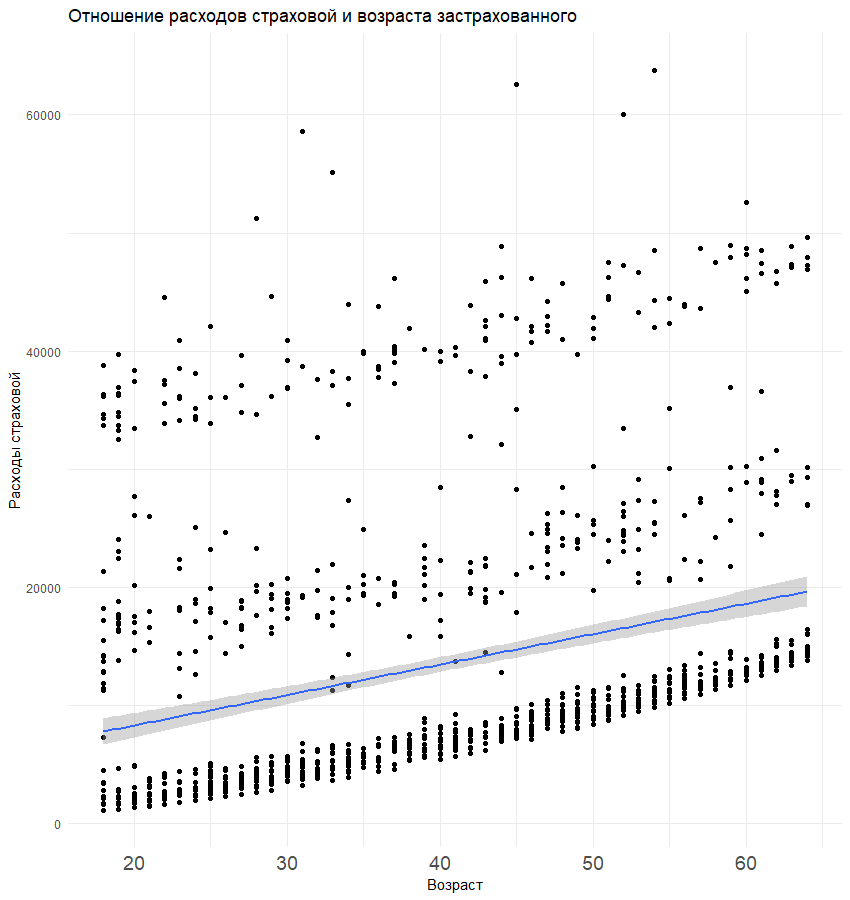 Отношение расходов страховой и возраста застрахованного
60000
40000
20000
0
Расходы страховой
20 30 40 50 60
Возраст